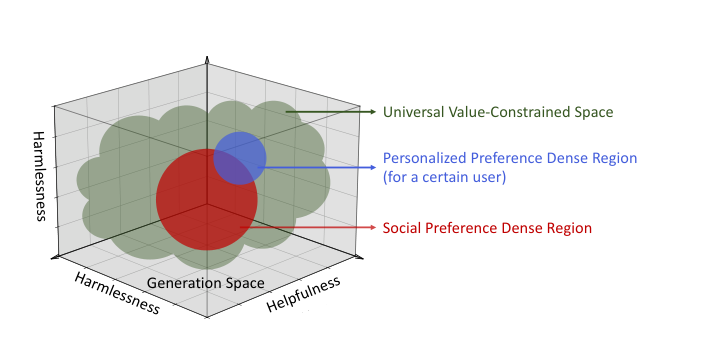 Universal Value-Constrained Space
Personalized Preference Dense Region
(for a certain user)
Harmlessness
Social Preference Dense Region
Generation Space
Harmlessness
Helpfulness